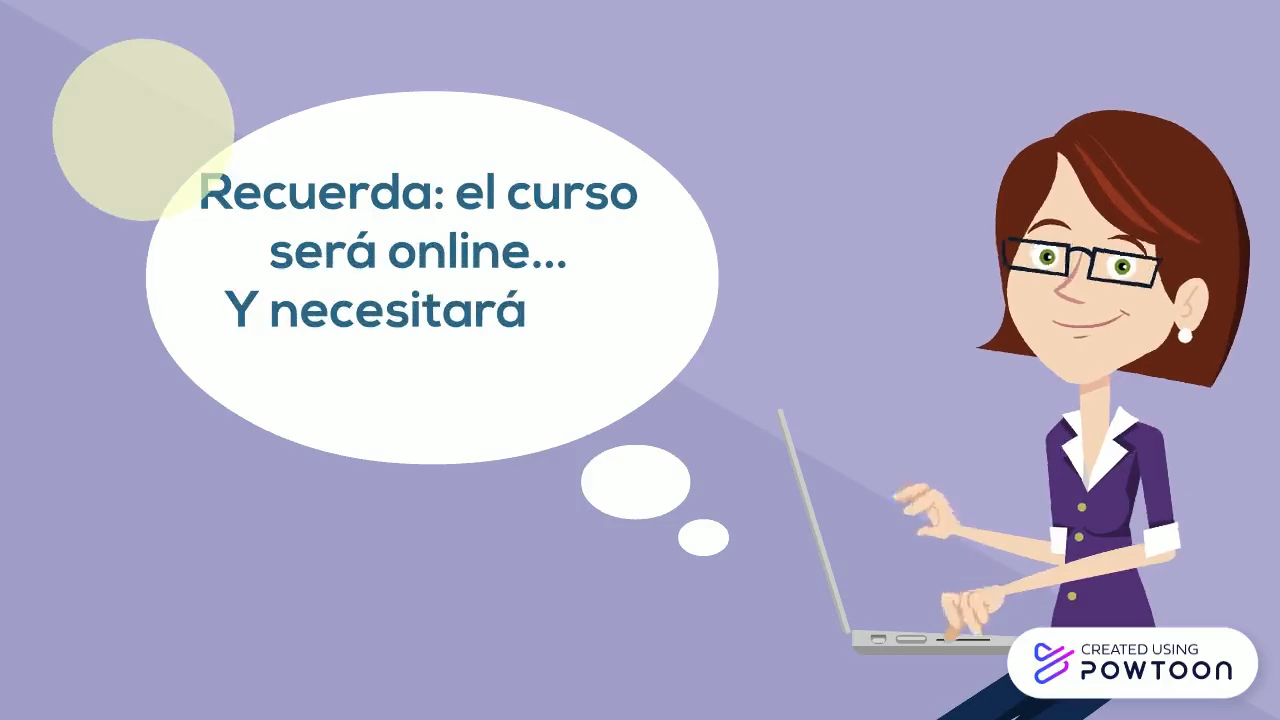 Recuerda: el curso
será online...
Y necesitará
CREATED USING
POWTOON